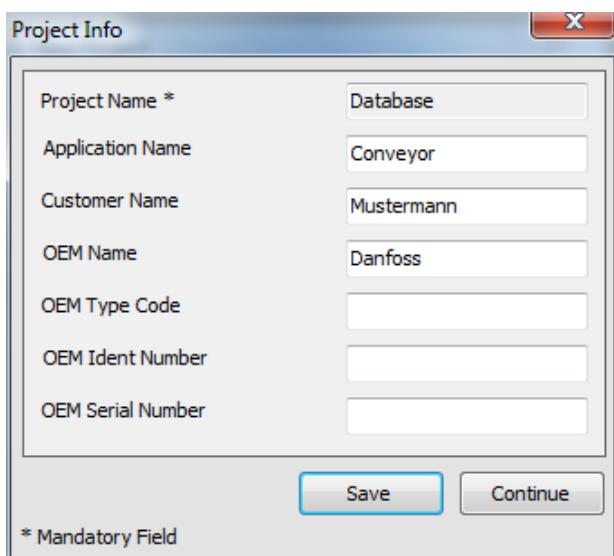 Project Info
Project Name * Database
Application Name Conveyor
Customer Name Mustermann
OEM Name Danfoss
OEM Type Code
OEM Ident Number
OEM Serial Number
Save Continue
* Mandatory Field